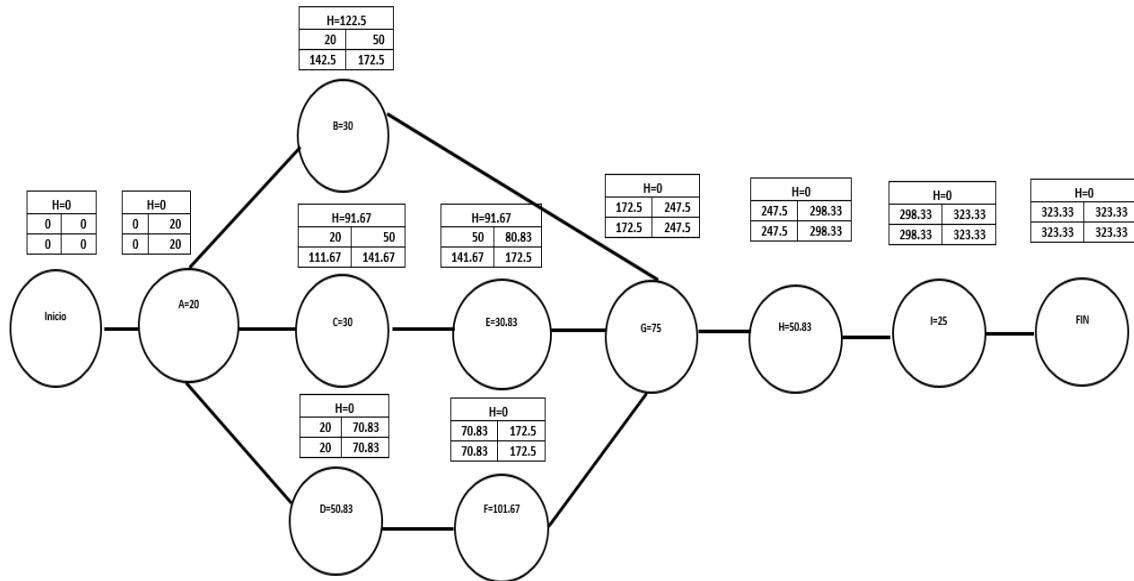 H=122.5
20 50
142.5 172.5
B=30
H=0
0 0
0 0
H=0
0 20
0 20
H=91.67
20 50
111.67 141.67
H=91.67
50 80.83
141.67 172.5
H=0
172.5 247.5
172.5 247.5
H=0
247.5 298.33
247.5 298.33
H=0
298.33 323.33
298.33 323.33
H=0
323.33 323.33
323.33 323.33
Inicio
A=20
C=30
E=30.83
G=75
H=50.83
I=25
FIN
H=0
20 70.83
20 70.83
H=0
70.83 172.5
70.83 172.5
D=50.83
F=101.67